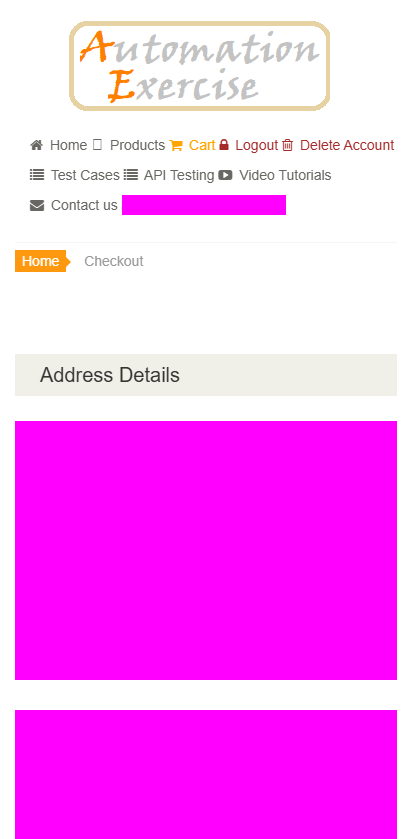 Automation
Exercise
Home Products Cart Logout Delete Account
Test Cases API Testing Video Tutorials
Contact us
Home Checkout
Address Details